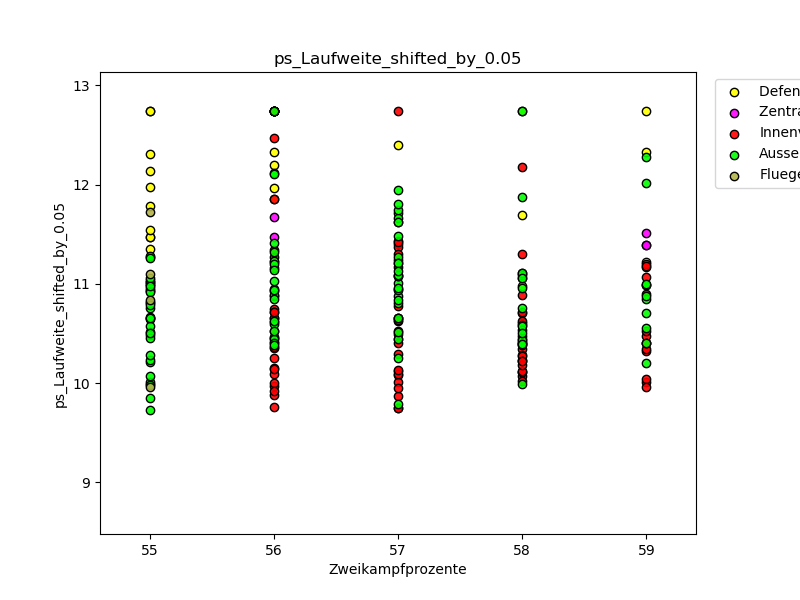 ps_Laufweite_shifted_by_0.05
13
12
11
10
9
ps_Laufweite_shifted_by_0.05
55 56 57 58 59
Zweikampfprozente
Defen
Zentra
Innenv
Ausse
Fluege